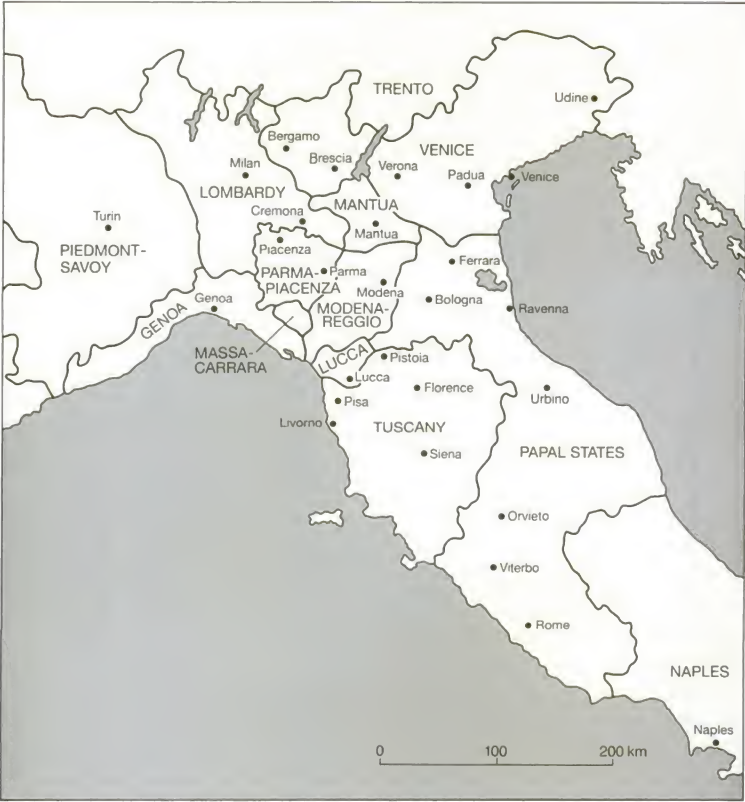 TRENTO
Udine
Bergamo
Brescia
VENICE
Milan
Verona
Padua
Venice
LOMBARDY
MANTUA
Turin
Cremona
Mantua
PIEDMONT-
SAVOY
Piacenza
Ferrara
PARMA-
PIACENZA
Parma
Modena
MODENA-
REGGIO
Bologna
Ravenna
GENOA
Genoa
MASSA-
CARRARA
LUCCA
Pistoia
Lucca
Florence
Urbino
Pisa
Livorno
TUSCANY
Siena
PAPAL STATES
Orvieto
Viterbo
Rome
NAPLES
Naples
0 100 200 km